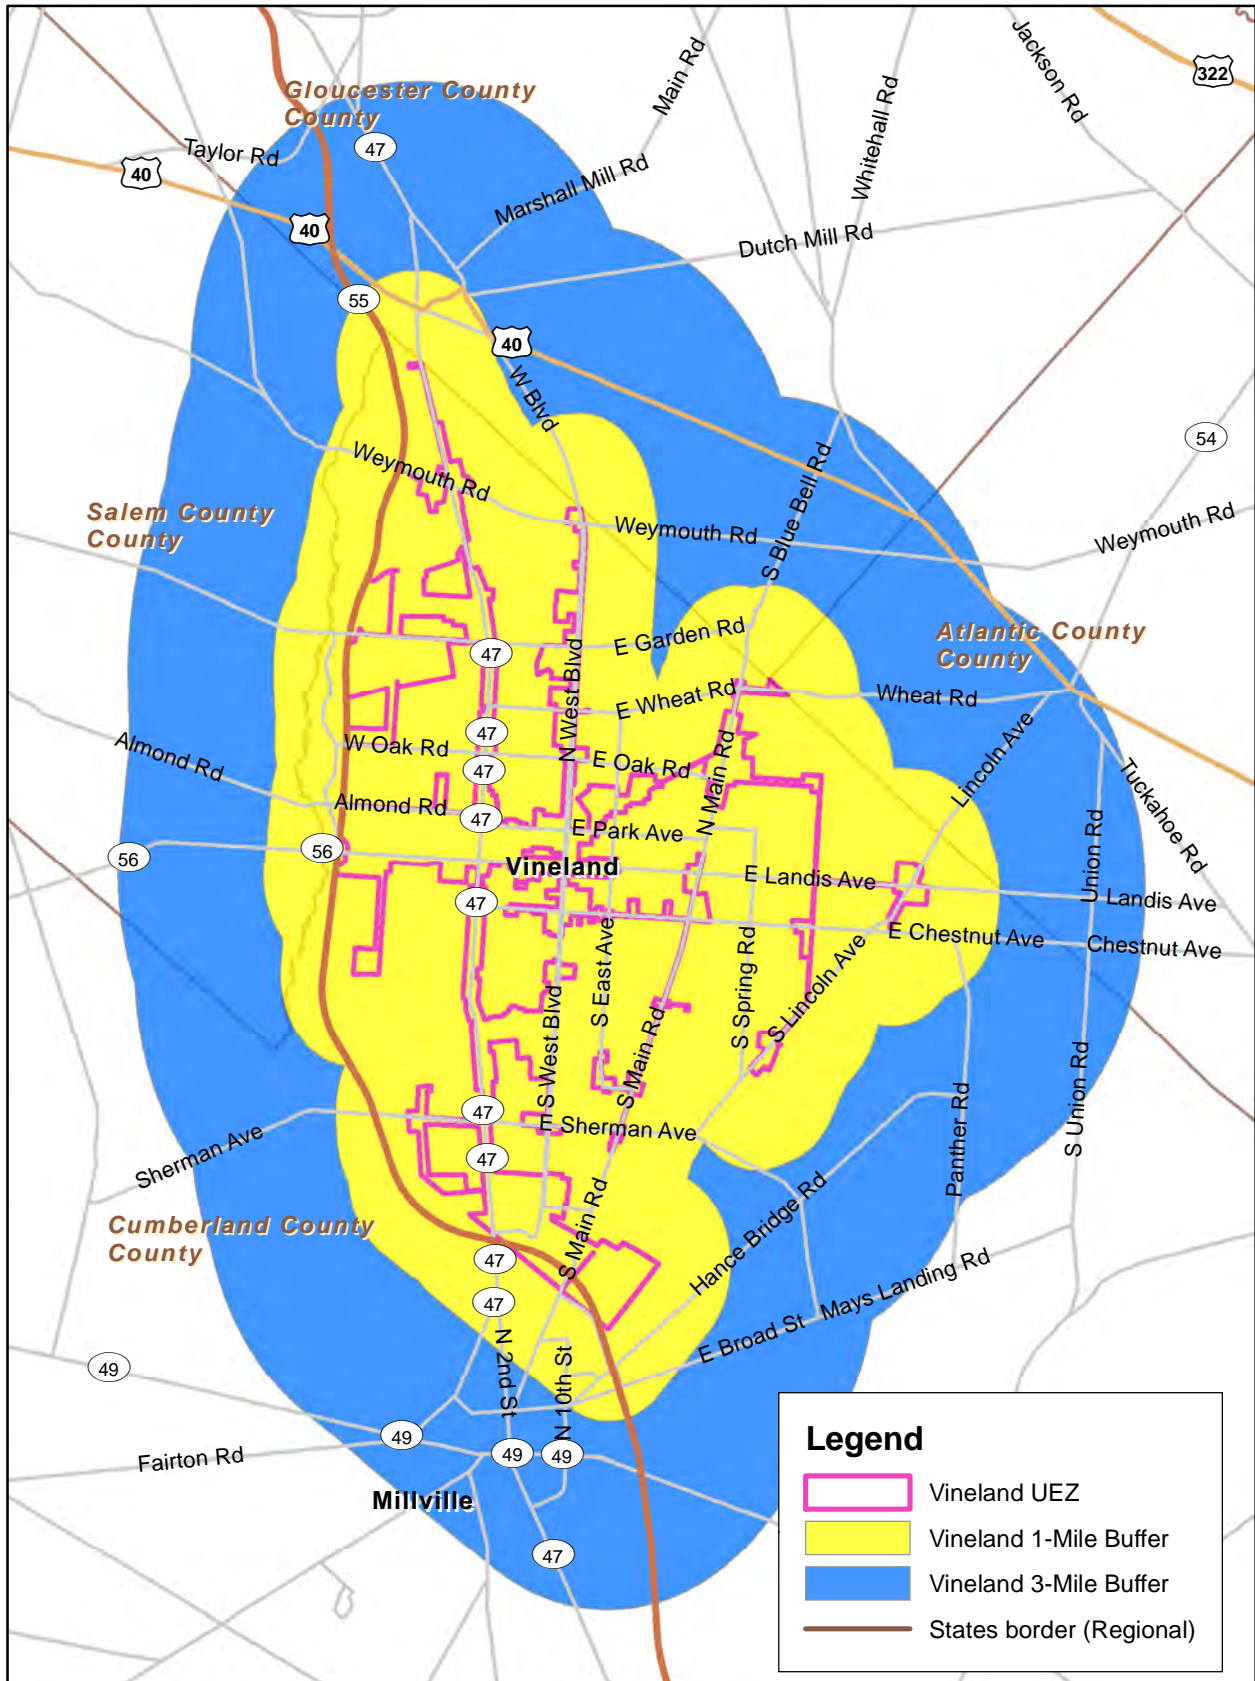 Main Rd
Jackson Rd
322
Gloucester County
County
Whitehall Rd
47
Taylor Rd
40
Marshall Mill Rd
40
Dutch Mill Rd
55
40
W Blvd
54
Weymouth Rd
S Blue Bell Rd
Salem County
County
Weymouth Rd
Weymouth Rd
E Garden Rd
Atlantic County
County
47
N West Blvd
E Wheat Rd
Wheat Rd
47
W Oak Rd
Almond Rd
E Oak Rd
N Main Rd
Lincoln Ave
47
Tuckahoe Rd
Almond Rd
47
E Park Ave
Union Rd
56
56
Vineland
E Landis Ave
Landis Ave
47
E Chestnut Ave
Chestnut Ave
S East Ave
S Spring Rd
S Lincoln Ave
S West Blvd
S Main Rd
S Union Rd
47
E Sherman Ave
Sherman Ave
Panther Rd
47
Cumberland County
County
S Main Rd
Hance Bridge Rd
47
Mays Landing Rd
47
E Broad St
N 2nd St
N 10th St
49
49
49
49
Fairton Rd
Millville
47
Legend
Vineland UEZ
Vineland 1-Mile Buffer
Vineland 3-Mile Buffer
States border (Regional)